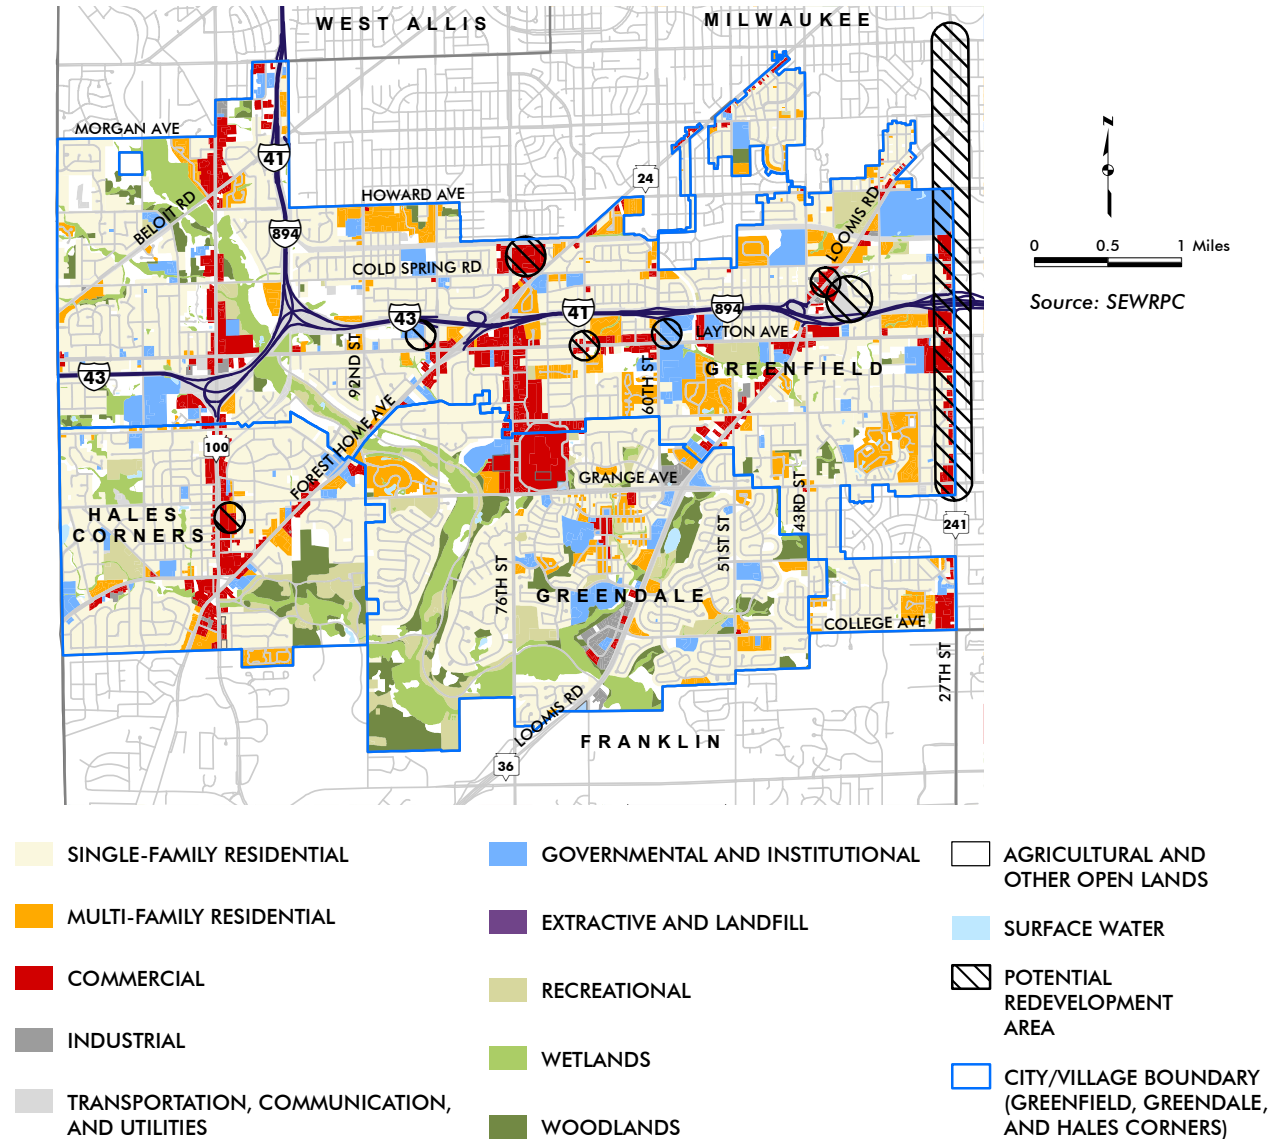 WEST ALLIS
MILWAUKEE
MORGAN AVE
41
24
HOWARD AVE
BELOIT RD
LOOMIS RD
894
COLD SPRING RD
43
41
894
LAYTON AVE
43
92ND ST
60TH ST
GREENFIELD
FOREST HOME AVE
100
GRANGE AVE
43RD ST
HALES
CORNERS
51ST ST
241
76TH ST
GREENDALE
COLLEGE AVE
27TH ST
LOOMIS RD
FRANKLIN
36
N
0 0.5 1 Miles
Source: SEWRPC
SINGLE-FAMILY RESIDENTIAL
MULTI-FAMILY RESIDENTIAL
COMMERCIAL
INDUSTRIAL
TRANSPORTATION, COMMUNICATION,
AND UTILITIES
GOVERNMENTAL AND INSTITUTIONAL
EXTRACTIVE AND LANDFILL
RECREATIONAL
WETLANDS
WOODLANDS
AGRICULTURAL AND
OTHER OPEN LANDS
SURFACE WATER
POTENTIAL
REDEVELOPMENT
AREA
CITY/VILLAGE BOUNDARY
(GREENFIELD, GREENDALE,
AND HALES CORNERS)